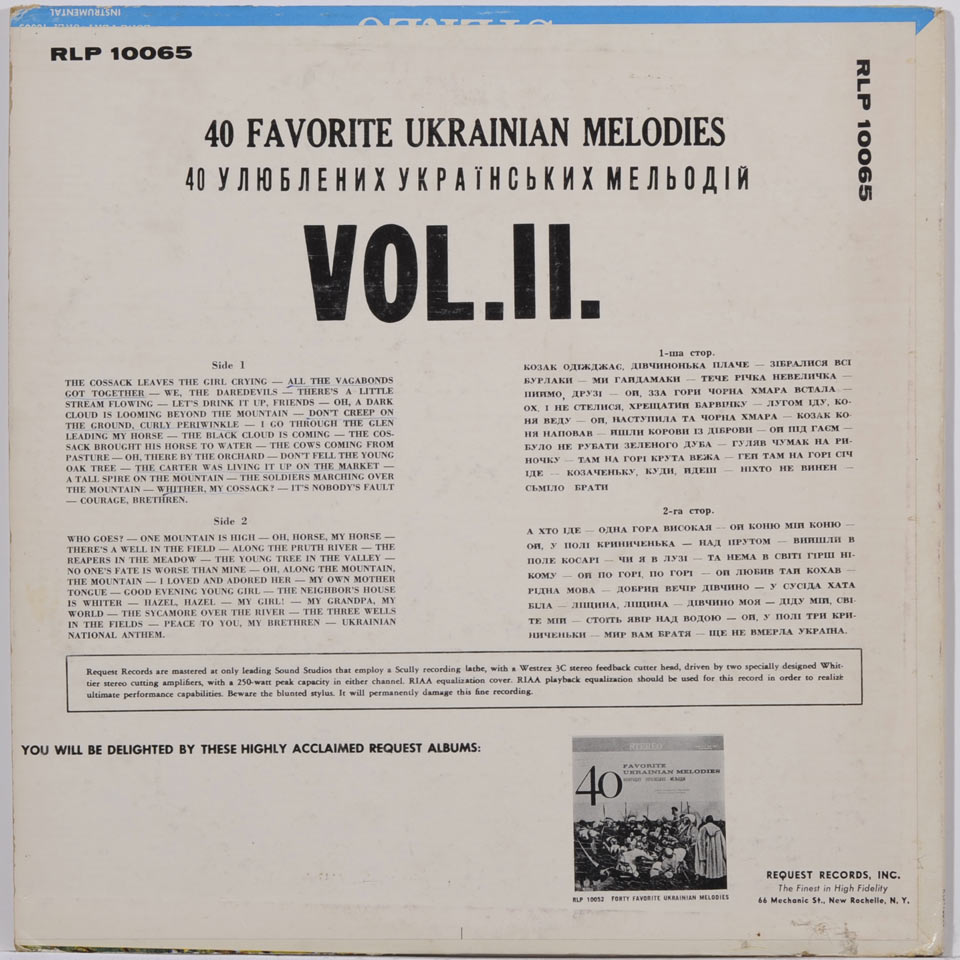 INSTRUMENTAL
STEREO
RLP 10065
RLP 10065
40 FAVORITE UKRAINIAN MELODIES
40 УЛЮБЛЕНИХ УКРАЇНСЬКИХ МЕЛЬОДІЙ
VOL.II.
Side 1
THE COSSACK LEAVES THE GIRL CRYING — ALL THE VAGABONDS
GOT TOGETHER — WE, THE DAREDEVILS — THERE'S A LITTLE
STREAM FLOWING — LET'S DRINK IT UP, FRIENDS — OH, A DARK
CLOUD IS LOOMING BEYOND THE MOUNTAIN — DON'T CREEP ON
THE GROUND, CURLY PERIWINKLE — I GO THROUGH THE GLEN
LEADING MY HORSE — THE BLACK CLOUD IS COMING — THE COS-
SACK BROUGHT HIS HORSE TO WATER — THE COWS COMING FROM
PASTURE — OH, THERE BY THE ORCHARD — DON'T FELL THE YOUNG
OAK TREE — THE CARTER WAS LIVING IT UP ON THE MARKET —
A TALL SPIRE ON THE MOUNTAIN — THE SOLDIERS MARCHING OVER
THE MOUNTAIN — WHITHER, MY COSSACK? — IT'S NOBODY'S FAULT
— COURAGE, BRETHREN.
Side 2
WHO GOES? — ONE MOUNTAIN IS HIGH — OH, HORSE, MY HORSE —
THERE'S A WELL IN THE FIELD — ALONG THE PRUTH RIVER — THE
REAPERS IN THE MEADOW — THE YOUNG TREE IN THE VALLEY —
NO ONE'S FATE IS WORSE THAN MINE — OH, ALONG THE MOUNTAIN,
THE MOUNTAIN — I LOVED AND ADORED HER — MY OWN MOTHER
TONGUE — GOOD EVENING YOUNG GIRL — THE NEIGHBOR'S HOUSE
IS WHITER — HAZEL, HAZEL — MY GIRL! — MY GRANDPA, MY
WORLD — THE SYCAMORE OVER THE RIVER — THE THREE WELLS
IN THE FIELDS — PEACE TO YOU, MY BRETHREN — UKRAINIAN
NATIONAL ANTHEM.
1-ша стор.
КОЗАК ОДІЖДЖАЄ, ДІВЧИНОНЬКА ПЛАЧЕ — ЗІБРАЛИСЯ ВСІ
БУРЛАКИ — МИ ГАЙДАМАКИ — ТЕЧЕ РІЧКА НЕВЕЛИЧКА —
ПИЙМО, ДРУЗІ — ОЙ, ЗЗА ГОРИ ЧОРНА ХМАРА ВСТАЛА —
ОХ, І НЕ СТЕЛИСЯ, ХРЕЩАТИЙ БАРВІЧКУ — ЛУГОМ ІДУ, КО-
НЯ ВЕДУ — ОЙ, НАСТУПИЛА ТА ЧОРНА ХМАРА — КОЗАК КО-
НЯ НАПОВАВ — ЙШЛИ КОРОВИ ІЗ ДІБРОВИ — ОЙ ПІД ГАЄМ —
БУЛО НЕ РУБАТИ ЗЕЛЕНОГО ДУБА — ГУЛЯВ ЧУМАК НА РИ-
НОЧКУ — ТАМ НА ГОРІ КРУТА ВЕЖА — ГЕЙ ТАМ НА ГОРІ СІЧ
ІДЕ — КОЗАЧЕНЬКУ, КУДИ, ЙДЕШ — НІХТО НЕ ВИНЕН —
СЬМІЛО БРАТИ
2-га стор.
А ХТО ІДЕ — ОДНА ГОРА ВИСОКАЯ — ОЙ КОНЮ МІЙ КОНЮ —
ОЙ, У ПОЛІ КРИНИЧЕНЬКА — НАД ПРУТОМ — ВИЙШЛИ В
ПОЛЕ КОСАРІ — ЧИ Я В ЛУЗІ — ТА НЕМА В СВІТІ ГІРШ НІ-
КОМУ — ОЙ ПО ГОРІ, ПО ГОРІ — ОЙ ЛЮБИВ ТАЙ КОХАВ —
РІДНА МОВА — ДОБРИЙ ВЕЧІР ДІВЧИНО — У СУСІДА ХАТА
БІЛА — ЛІЩИНА, ЛІЩИНА — ДІВЧИНО МОЯ — ДІДУ МІЙ, СВІ-
ТЕ МІЙ — СТОЇТЬ ЯВІР НАД ВОДОЮ — ОЙ, У ПОЛІ ТРИ КРИ-
НИЧЕНЬКИ — МИР ВАМ БРАТЯ — ЩЕ НЕ ВМЕРЛА УКРАЇНА.
Request Records are mastered at only leading Sound Studios that employ a Scully recording lathe, with a Westrex 3C stereo feedback cutter head, driven by two specially designed Whit-
tier stereo cutting amplifiers, with a 250-watt peak capacity in either channel. RIAA equalization cover. RIAA playback equalization should be used for this record in order to realize
ultimate performance capabilities. Beware the blunted stylus. It will permanently damage this fine recording.
YOU WILL BE DELIGHTED BY THESE HIGHLY ACCLAIMED REQUEST ALBUMS:
STEREO
40 FAVORITE
UKRAINIAN MELODIES
RLP 10052 FORTY FAVORITE UKRAINIAN MELODIES
REQUEST RECORDS, INC.
The Finest in High Fidelity
66 Mechanic St., New Rochelle, N. Y.